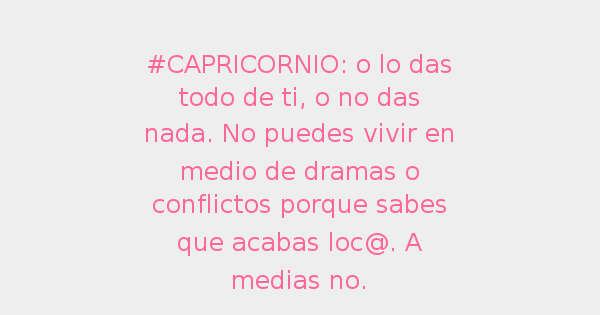 #CAPRICORNIO: o lo das
todo de ti, o no das
nada. No puedes vivir en
medio de dramas o
conflictos porque sabes
que acabas loc@. A
medias no.